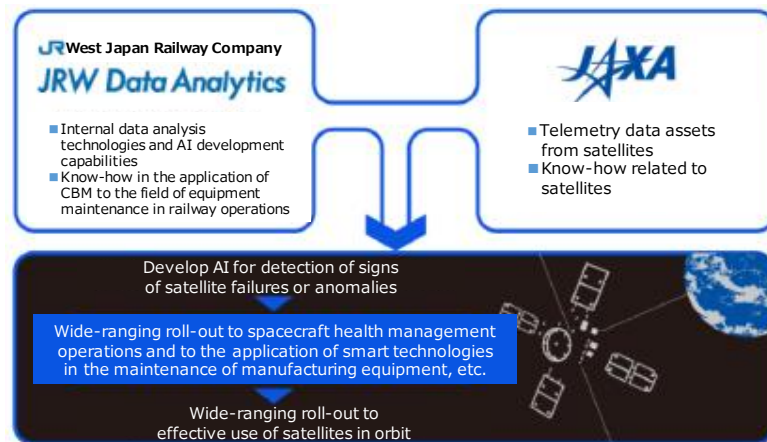 JR West Japan Railway Company
JRW Data Analytics
Internal data analysis
technologies and AI development
capabilities
Know-how in the application of
CBM to the field of equipment
maintenance in railway operations
JAXA
Telemetry data assets
from satellites
Know-how related to
satellites
Develop AI for detection of signs
of satellite failures or anomalies
Wide-ranging roll-out to spacecraft health management
operations and to the application of smart technologies
in the maintenance of manufacturing equipment, etc.
Wide-ranging roll-out to
effective use of satellites in orbit